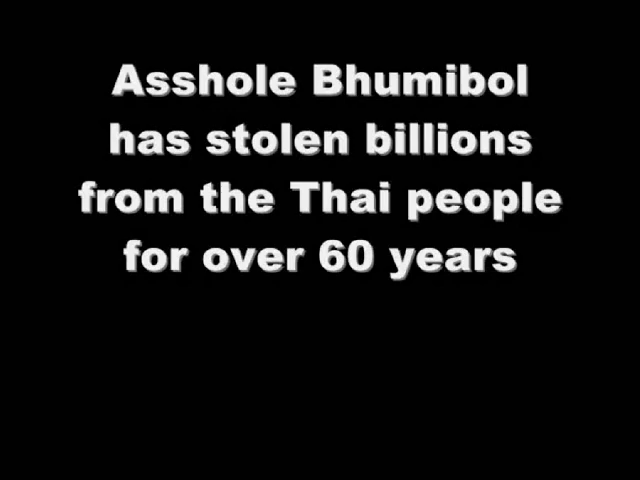 Asshole Bhumibol
has stolen billions
from the Thai people
for over 60 years